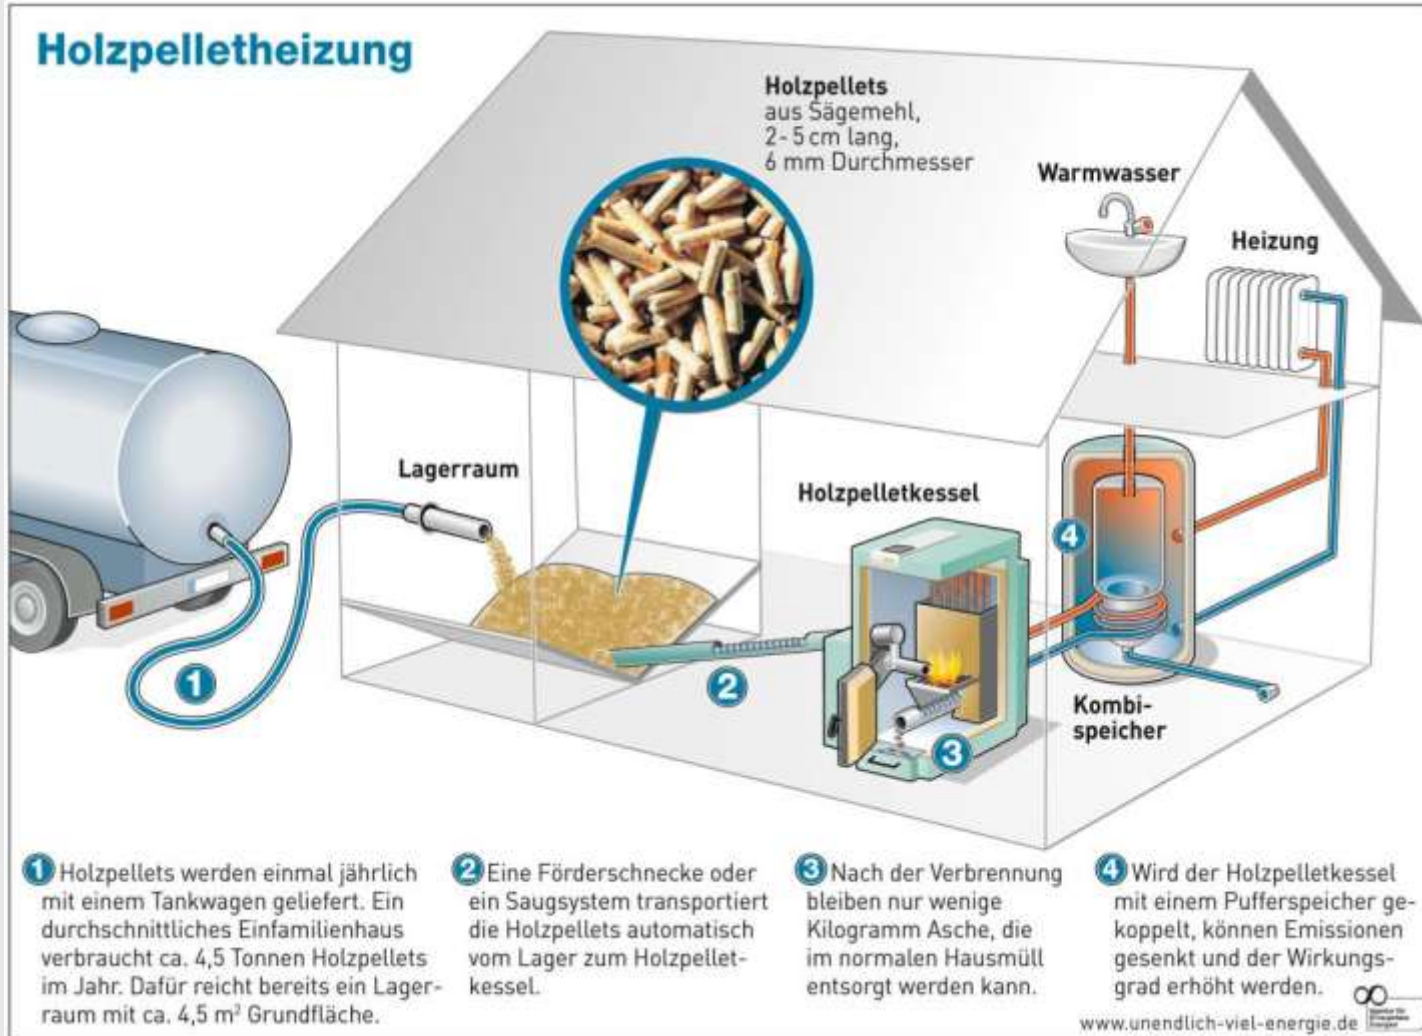 Holzpelletheizung
Holzpellets
aus Sägemehl,
2-5 cm lang,
6 mm Durchmesser
Warmwasser
Heizung
Lagerraum
Holzpelletkessel
4
1
2
3
Kombi-
speicher
1 Holzpellets werden einmal jährlich
mit einem Tankwagen geliefert. Ein
durchschnittliches Einfamilienhaus
verbraucht ca. 4,5 Tonnen Holzpellets
im Jahr. Dafür reicht bereits ein Lager-
raum mit ca. 4,5 m² Grundfläche.
2 Eine Förderschnecke oder
ein Saugsystem transportiert
die Holzpellets automatisch
vom Lager zum Holzpellet-
kessel.
3 Nach der Verbrennung
bleiben nur wenige
Kilogramm Asche, die
im normalen Hausmüll
entsorgt werden kann.
4 Wird der Holzpelletkessel
mit einem Pufferspeicher ge-
koppelt, können Emissionen
gesenkt und der Wirkungs-
grad erhöht werden.
www.unendlich-viel-energie.de